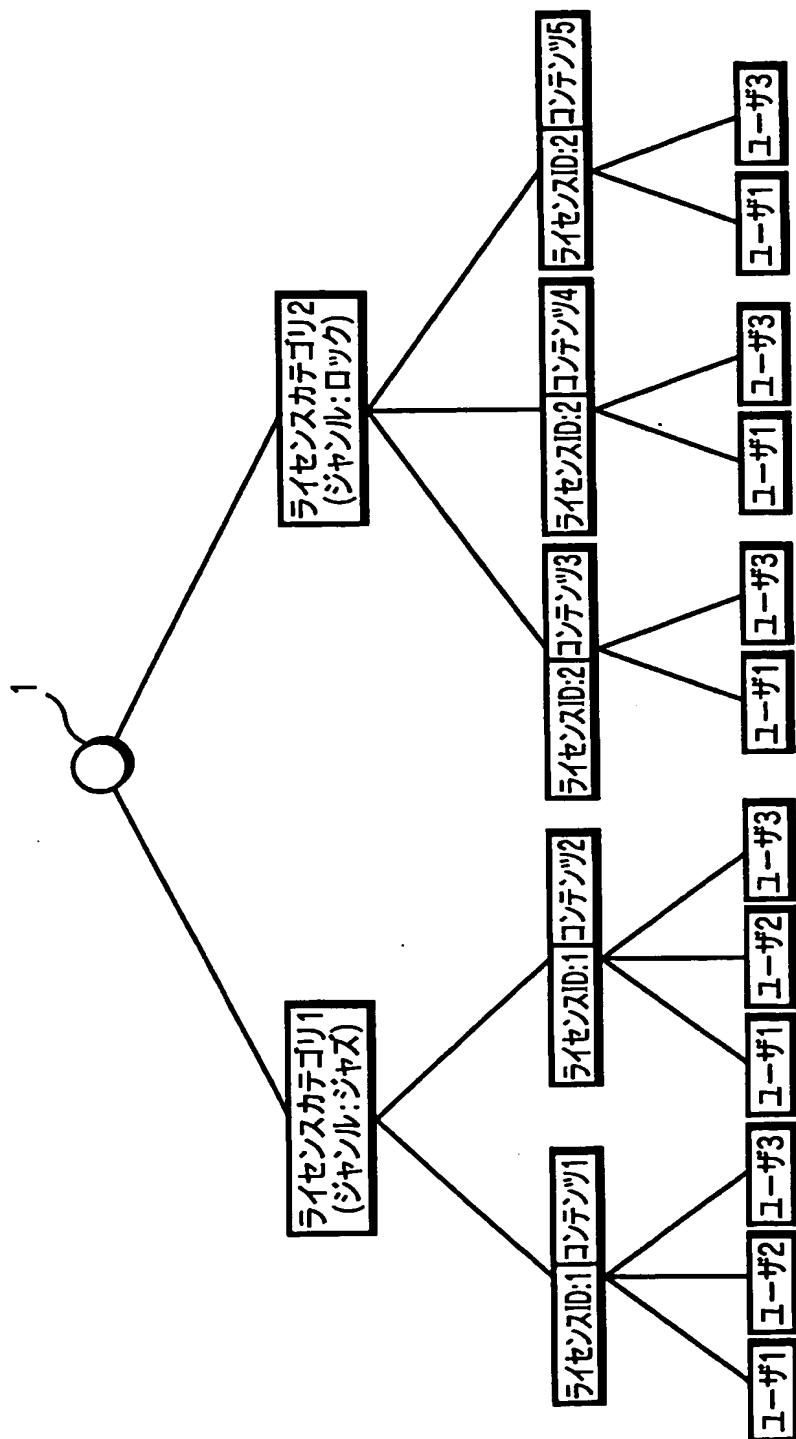 1
ライセンスカテゴリ1
(ジャンル:ジャズ)
ライセンスカテゴリ2
(ジャンル:ロック)
ライセンスID:1 コンテンツ1
ライセンスID:1 コンテンツ2
ライセンスID:2 コンテンツ3
ライセンスID:2 コンテンツ4
ライセンスID:2 コンテンツ5
ユーザ1
ユーザ2
ユーザ3
ユーザ1
ユーザ2
ユーザ3
ユーザ1
ユーザ3
ユーザ1
ユーザ3
ユーザ1
ユーザ3